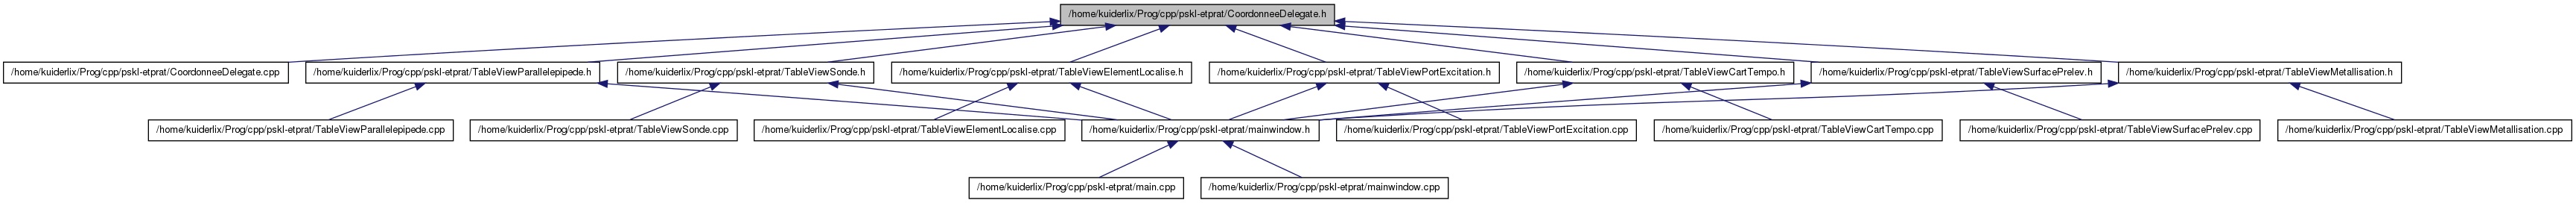 /home/kuiderlix/Prog/cpp/pskl-etprat/CoordonneeDelegate.h
/home/kuiderlix/Prog/cpp/pskl-etprat/CoordonneeDelegate.cpp
/home/kuiderlix/Prog/cpp/pskl-etprat/TableViewParallelepipede.h
/home/kuiderlix/Prog/cpp/pskl-etprat/TableViewSonde.h
/home/kuiderlix/Prog/cpp/pskl-etprat/TableViewElementLocalise.h
/home/kuiderlix/Prog/cpp/pskl-etprat/TableViewPortExcitation.h
/home/kuiderlix/Prog/cpp/pskl-etprat/TableViewCartTempo.h
/home/kuiderlix/Prog/cpp/pskl-etprat/TableViewSurfacePrelev.h
/home/kuiderlix/Prog/cpp/pskl-etprat/TableViewMetallisation.h
/home/kuiderlix/Prog/cpp/pskl-etprat/TableViewParallelepipede.cpp
/home/kuiderlix/Prog/cpp/pskl-etprat/TableViewSonde.cpp
/home/kuiderlix/Prog/cpp/pskl-etprat/TableViewElementLocalise.cpp
/home/kuiderlix/Prog/cpp/pskl-etprat/mainwindow.h
/home/kuiderlix/Prog/cpp/pskl-etprat/TableViewPortExcitation.cpp
/home/kuiderlix/Prog/cpp/pskl-etprat/TableViewCartTempo.cpp
/home/kuiderlix/Prog/cpp/pskl-etprat/TableViewSurfacePrelev.cpp
/home/kuiderlix/Prog/cpp/pskl-etprat/TableViewMetallisation.cpp
/home/kuiderlix/Prog/cpp/pskl-etprat/main.cpp
/home/kuiderlix/Prog/cpp/pskl-etprat/mainwindow.cpp